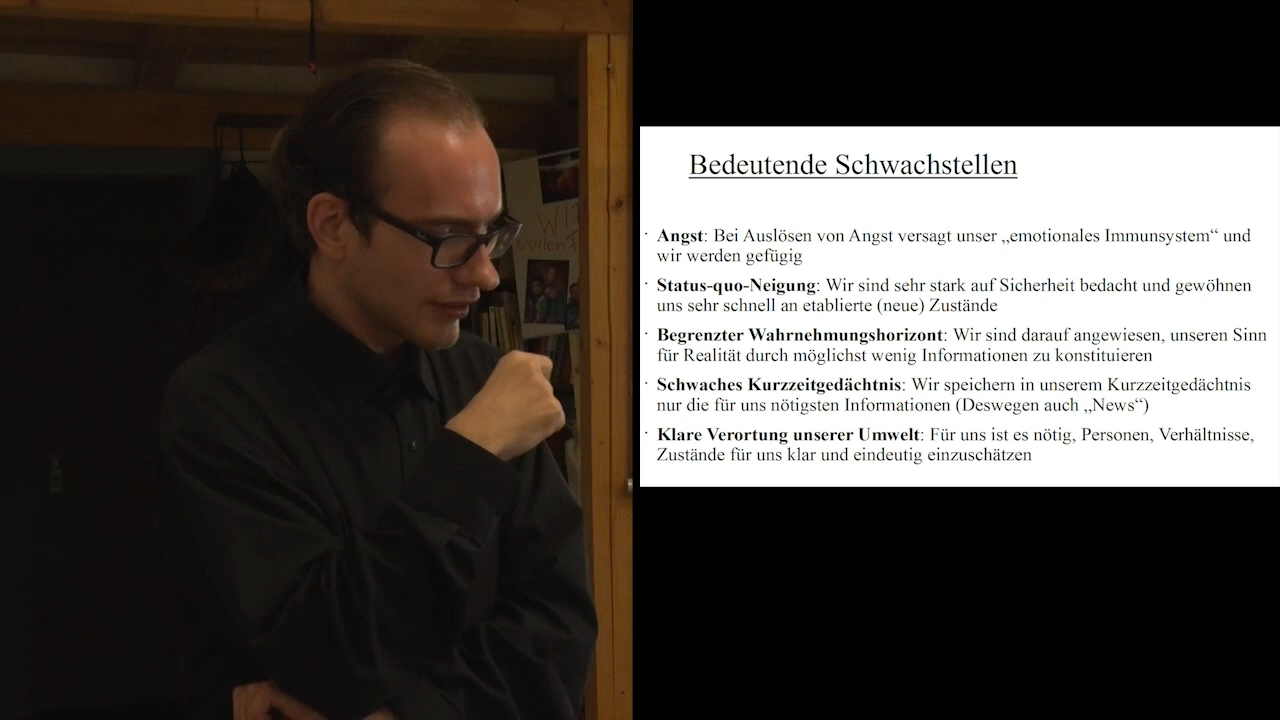 WI
wollen?
Bedeutende Schwachstellen
· Angst: Bei Auslösen von Angst versagt unser „emotionales Immunsystem“ und
wir werden gefügig
Status-quo-Neigung: Wir sind sehr stark auf Sicherheit bedacht und gewöhnen
uns sehr schnell an etablierte (neue) Zustände
· Begrenzter Wahrnehmungshorizont: Wir sind darauf angewiesen, unseren Sinn
für Realität durch möglichst wenig Informationen zu konstituieren
· Schwaches Kurzzeitgedächtnis: Wir speichern in unserem Kurzzeitgedächtnis
nur die für uns nötigsten Informationen (Deswegen auch „News“)
· Klare Verortung unserer Umwelt: Für uns ist es nötig, Personen, Verhältnisse,
Zustände für uns klar und eindeutig einzuschätzen